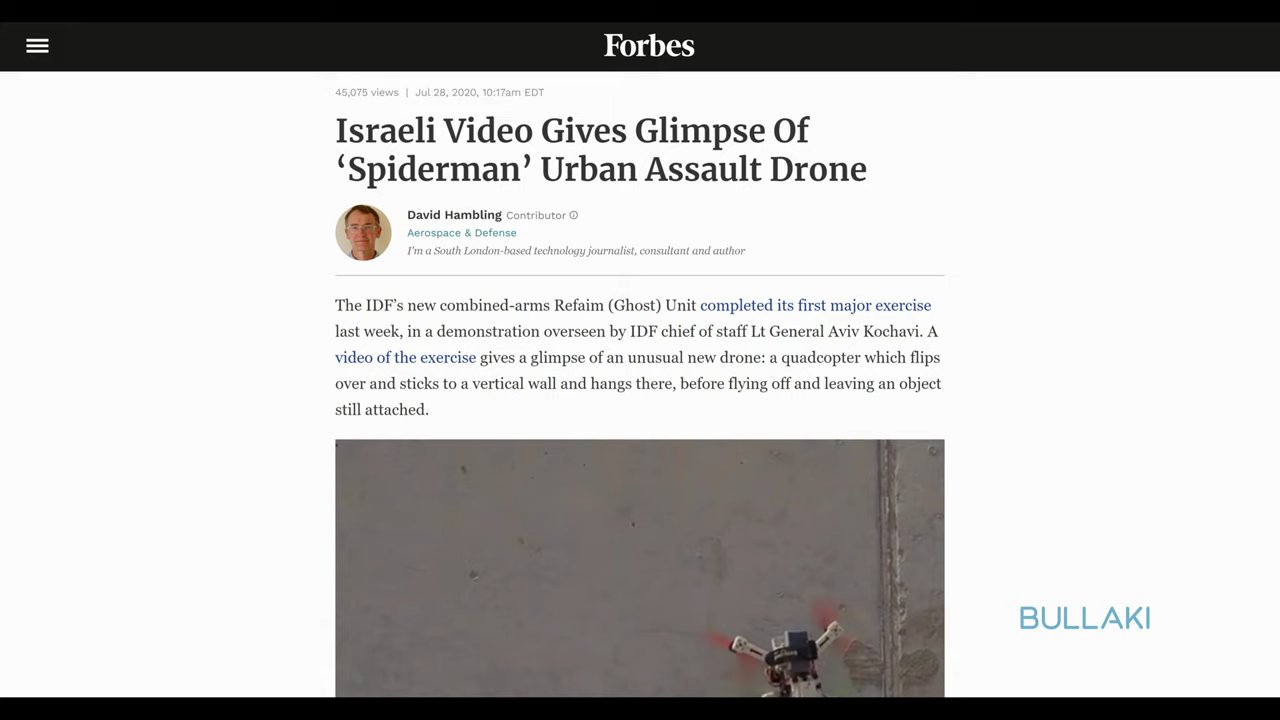 Forbes
45,075 views | Jul 28, 2020, 10:17am EDT
Israeli Video Gives Glimpse Of
‘Spiderman’ Urban Assault Drone
David Hambling Contributor
Aerospace & Defense
I'm a South London-based technology journalist, consultant and author
The IDF’s new combined-arms Refaim (Ghost) Unit completed its first major exercise
last week, in a demonstration overseen by IDF chief of staff Lt General Aviv Kochavi. A
video of the exercise gives a glimpse of an unusual new drone: a quadcopter which flips
over and sticks to a vertical wall and hangs there, before flying off and leaving an object
still attached.
BULLAKI